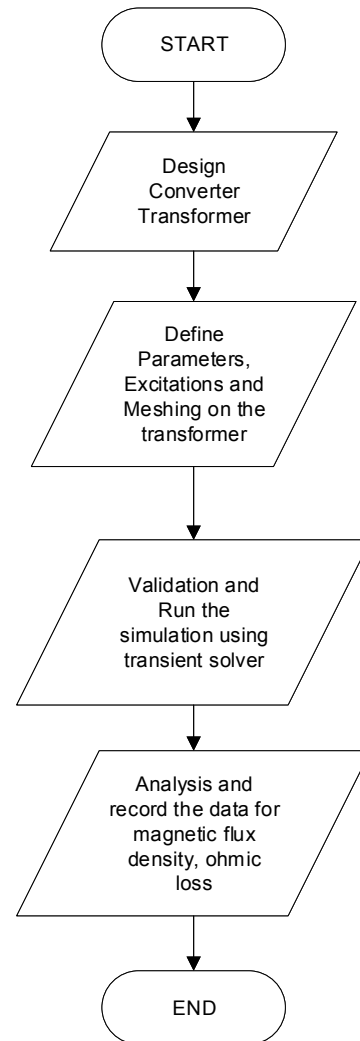 START
Design
Converter
Transformer
Define
Parameters,
Excitations and
Meshing on the
transformer
Validation and
Run the
simulation using
transient solver
Analysis and
record the data for
magnetic flux
density, ohmic
loss
END